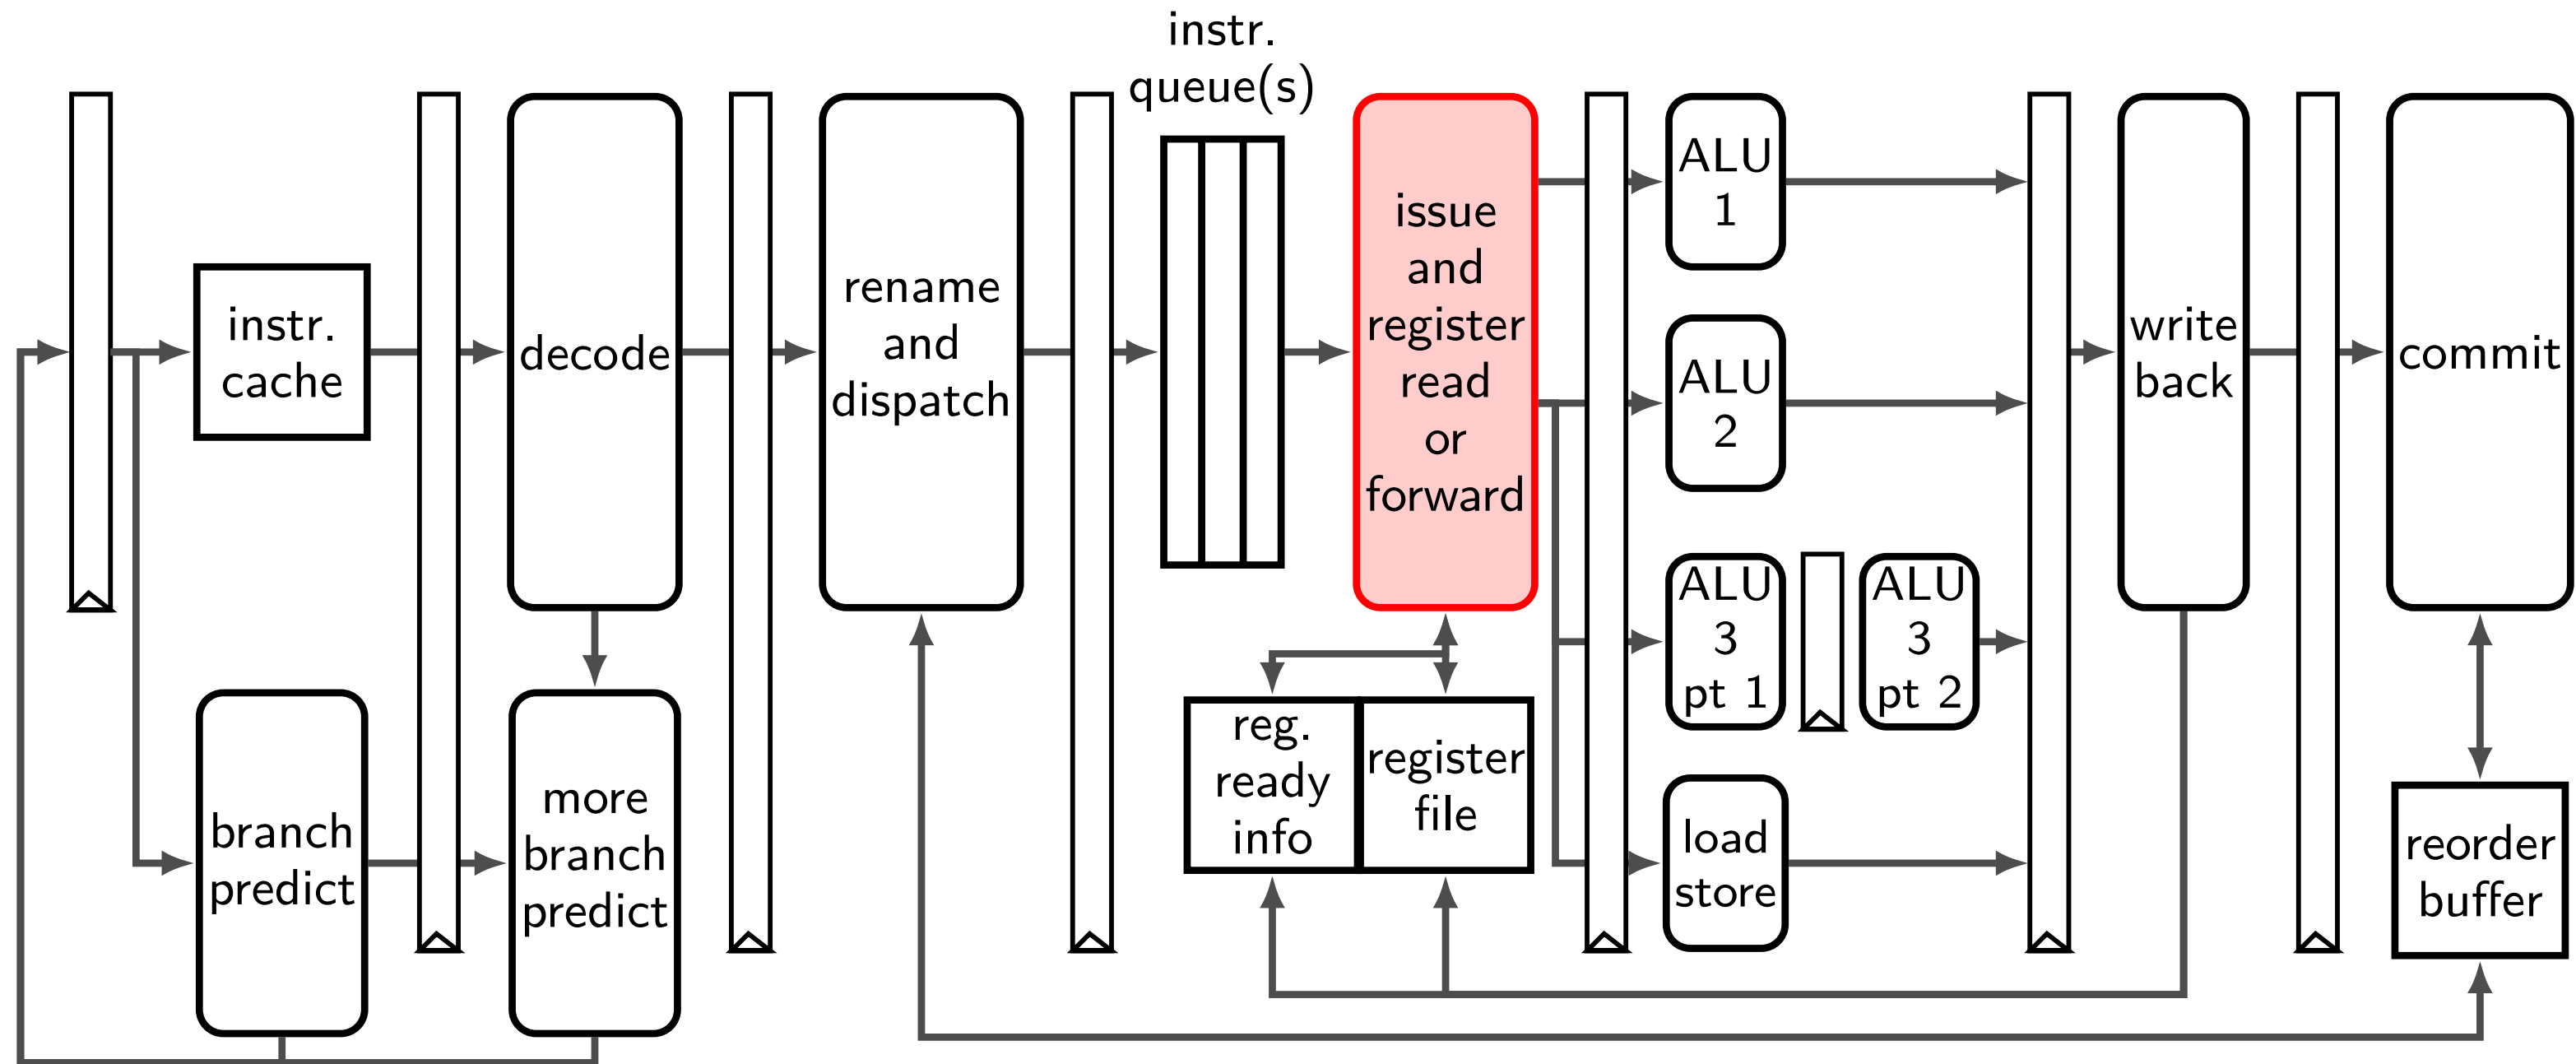 instr.
queue(s)
instr.
cache
decode
rename
and
dispatch
issue
and
register
read
or
forward
ALU
1
ALU
2
ALU
3
pt 1
ALU
3
pt 2
load
store
write
back
commit
branch
predict
more
branch
predict
reg.
ready
info
register
file
reorder
buffer